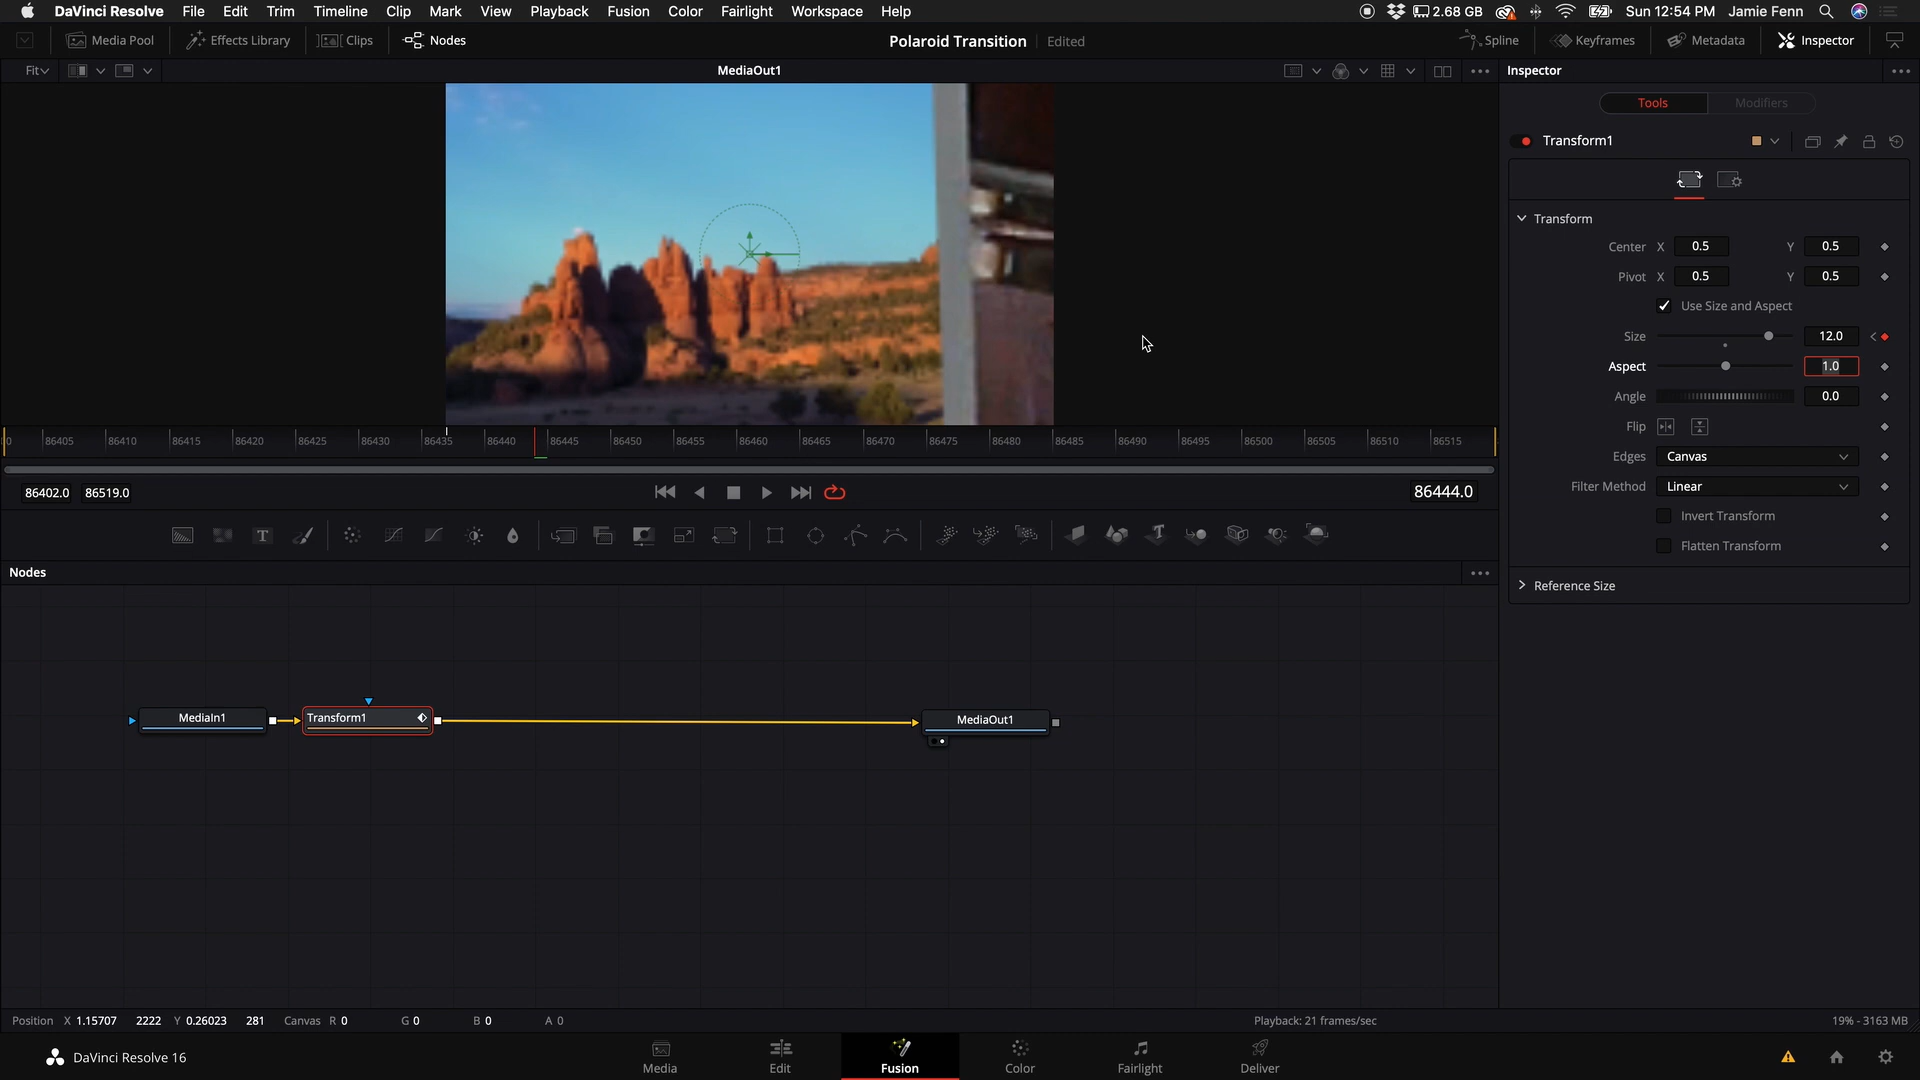 DaVinci Resolve File Edit Trim Timeline Clip Mark View Playback Fusion Color Fairlight Workspace Help 2.68 GB Sun 12:54 PM Jamie Fenn
Media Pool Effects Library Clips Nodes Polaroid Transition Edited Spline Keyframes Metadata Inspector
Fit MediaOut1 Inspector
Tools Modifiers
Transform1
Transform
Center X 0.5 Y 0.5
Pivot X 0.5 Y 0.5
Use Size and Aspect
Size 12.0
Aspect 1.0
Angle 0.0
Flip
Edges Canvas
Filter Method Linear
Invert Transform
Flatten Transform
Reference Size
86405 86410 86415 86420 86425 86430 86435 86440 86445 86450 86455 86460 86465 86470 86475 86480 86485 86490 86495 86500 86505 86510 86515
86402.0 86519.0 86444.0
Nodes
MediaIn1 Transform1 MediaOut1
Position X 1.15707 2222 Y 0.26023 281 Canvas R 0 G 0 B 0 A 0 Playback: 21 frames/sec 19% - 3163 MB
DaVinci Resolve 16 Media Edit Fusion Color Fairlight Deliver